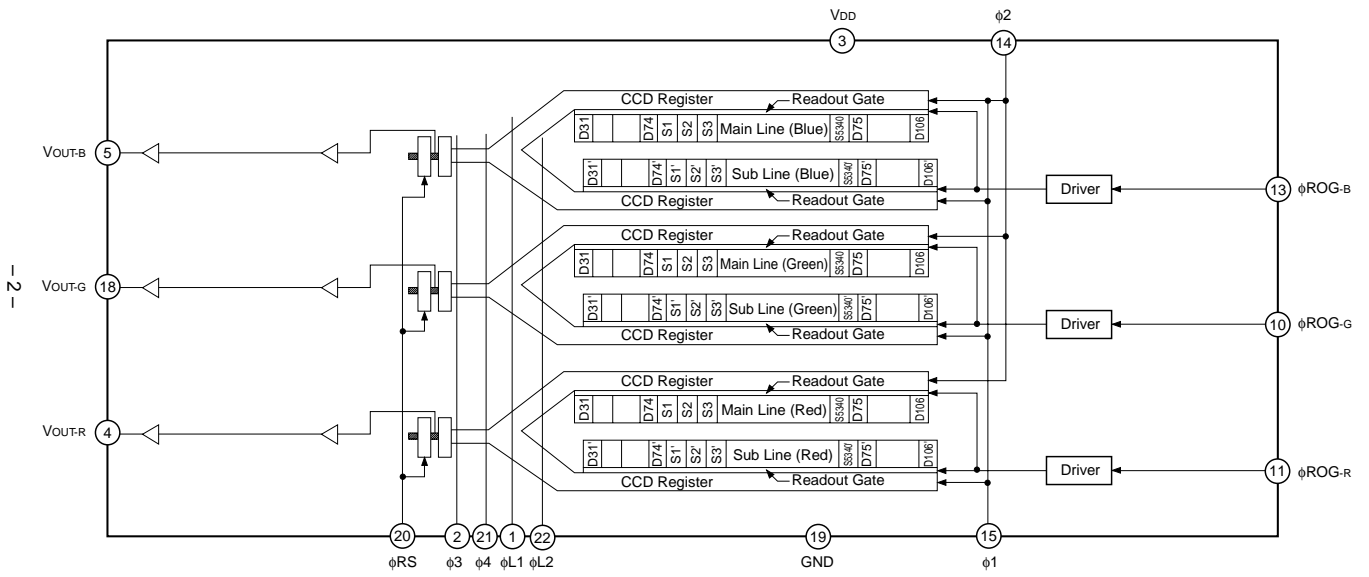 VDD
φ2
3
14
CCD Register
Readout Gate
D31
D74
S1
S2
S3
Main Line (Blue)
S5340
D75
D106
VOUT-B
5
D31'
D74'
S1'
S2'
S3'
Sub Line (Blue)
S5340'
D75'
D106'
Driver
13
φROG-B
Readout Gate
CCD Register
CCD Register
Readout Gate
D31
D74
S1
S2
S3
Main Line (Green)
S5340
D75
D106
– 2 –
VOUT-G
18
D31'
D74'
S1'
S2'
S3'
Sub Line (Green)
S5340'
D75'
D106'
Driver
10
φROG-G
Readout Gate
CCD Register
CCD Register
Readout Gate
D31
D74
S1
S2
S3
Main Line (Red)
S5340
D75
D106
VOUT-R
4
D31'
D74'
S1'
S2'
S3'
Sub Line (Red)
S5340'
D75'
D106'
Driver
11
φROG-R
Readout Gate
CCD Register
20
2
21
1
22
19
15
φRS
φ3
φ4
φL1
φL2
GND
φ1